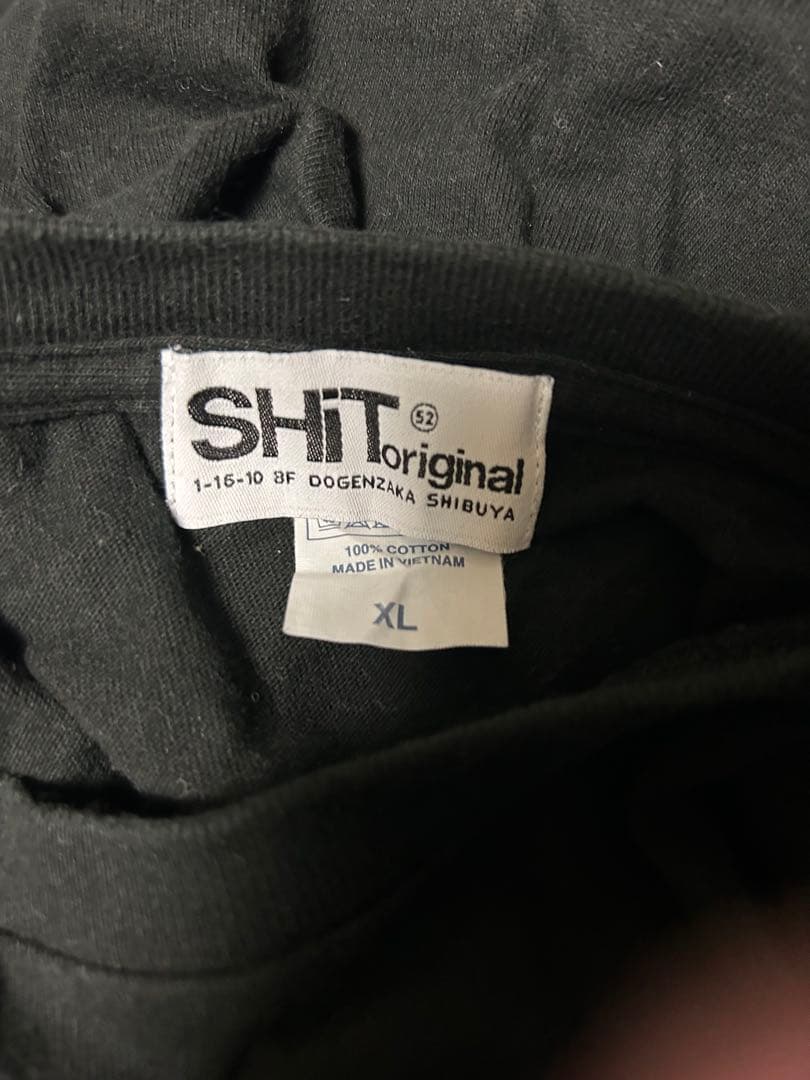 SHiT 52
original
1-15-10 8F DOGENZAKA SHIBUYA
100% COTTON
MADE IN VIETNAM
XL